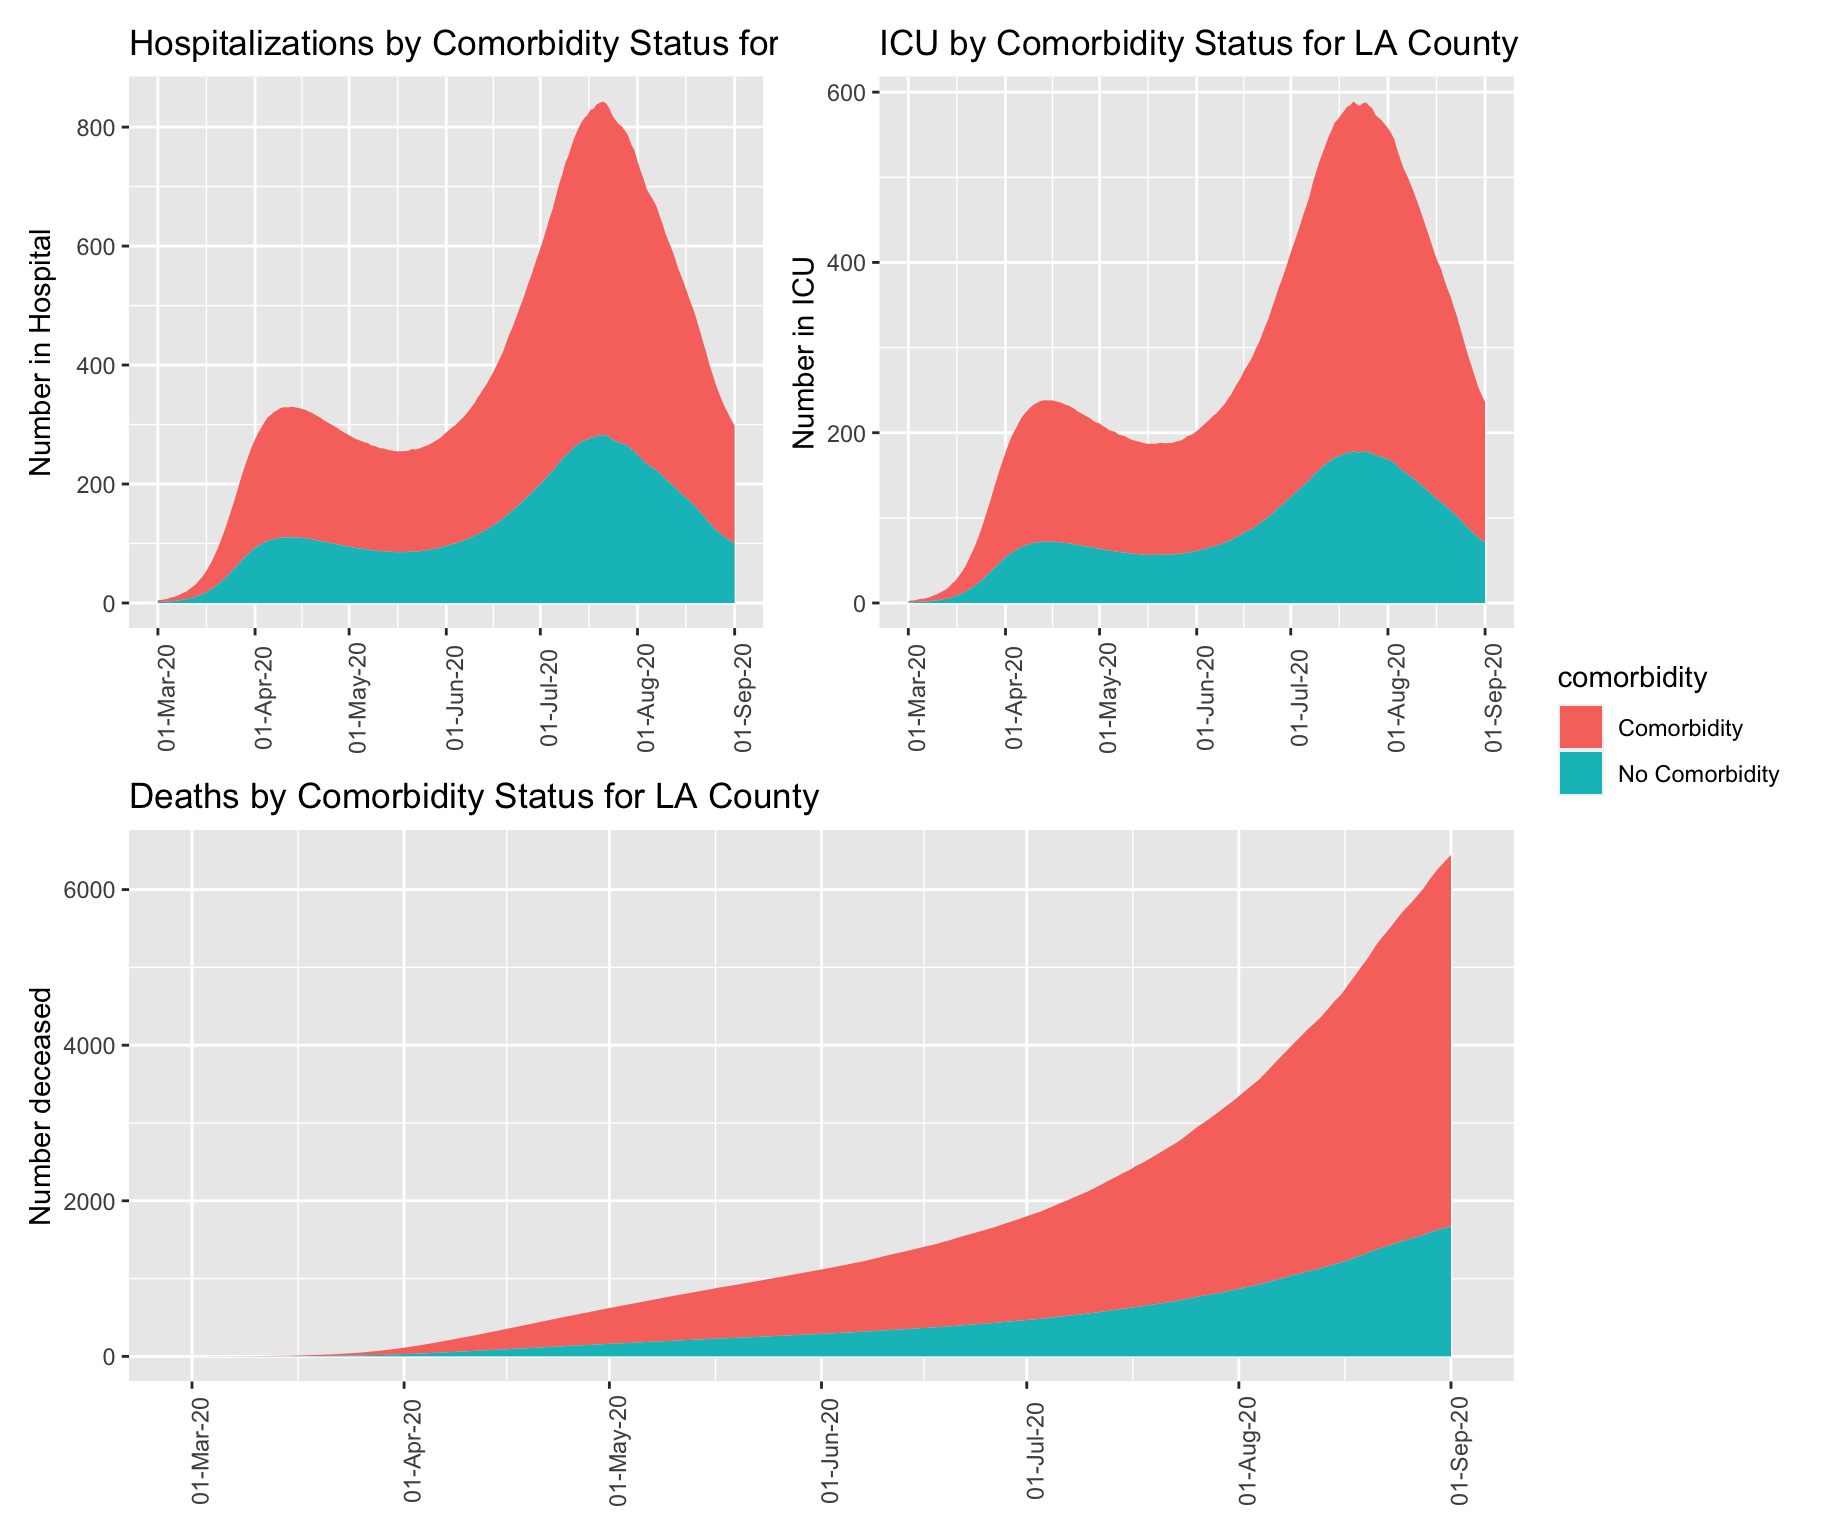 Hospitalizations by Comorbidity Status for
Number in Hospital
800
600
400
200
0
01-Mar-20
01-Apr-20
01-May-20
01-Jun-20
01-Jul-20
01-Aug-20
01-Sep-20
ICU by Comorbidity Status for LA County
Number in ICU
600
400
200
0
01-Mar-20
01-Apr-20
01-May-20
01-Jun-20
01-Jul-20
01-Aug-20
01-Sep-20
comorbidity
Comorbidity
No Comorbidity
Deaths by Comorbidity Status for LA County
Number deceased
6000
4000
2000
0
01-Mar-20
01-Apr-20
01-May-20
01-Jun-20
01-Jul-20
01-Aug-20
01-Sep-20